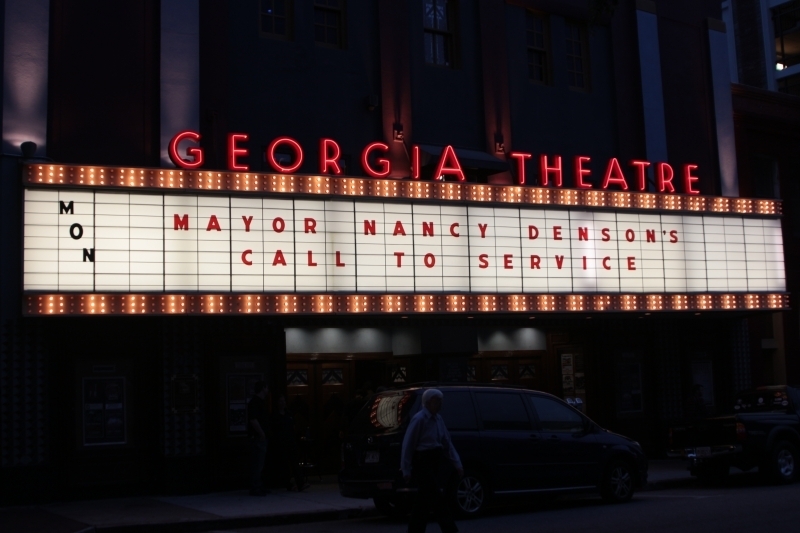 GEORGIA THEATRE
MON
MAYOR NANCY DENSON'S
CALL TO SERVICE